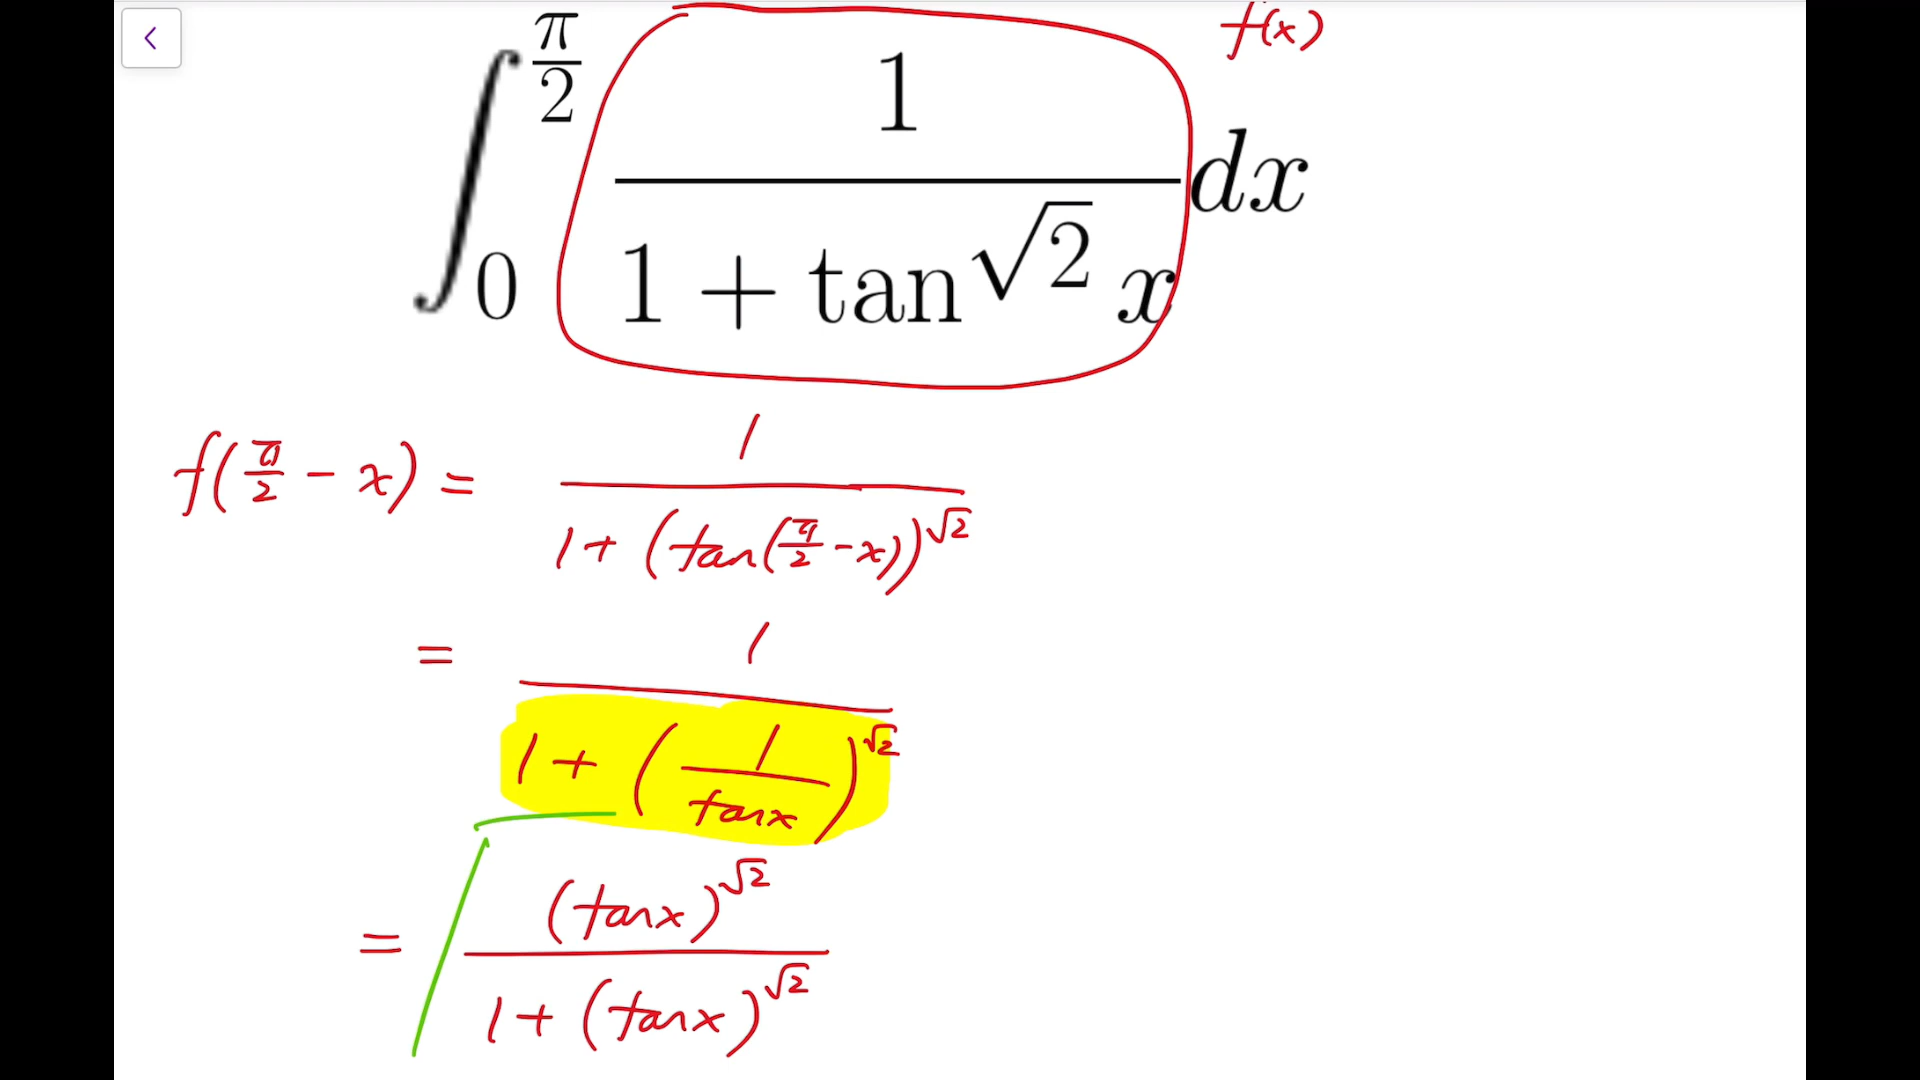 f(x)
∫_0^{π/2} 1/(1 + tan^{√2} x) dx
f(π/2 - x) = 1/(1 + (tan(π/2 - x))^{√2})
= 1/(1 + (1/tanx)^{√2})
= (tanx)^{√2}/(1 + (tanx)^{√2})